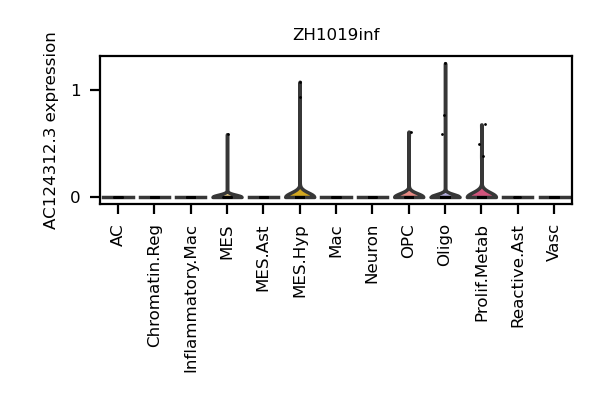 ZH1019inf
AC124312.3 expression
1
0
AC
Chromatin.Reg
Inflammatory.Mac
MES
MES.Ast
MES.Hyp
Mac
Neuron
OPC
Oligo
Prolif.Metab
Reactive.Ast
Vasc